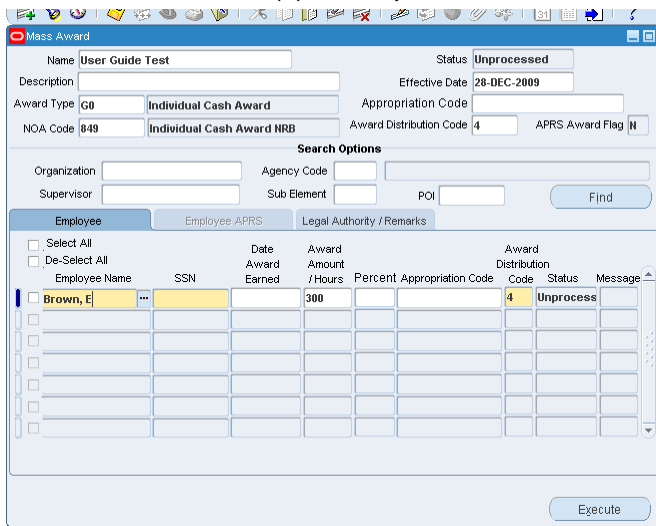 31 ?
Mass Award
Name User Guide Test Status Unprocessed
Description Effective Date 28-DEC-2009
Award Type G0 Individual Cash Award Appropriation Code
NOA Code 849 Individual Cash Award NRB Award Distribution Code 4 APRS Award Flag N
Search Options
Organization Agency Code
Supervisor Sub Element POI Find
Employee Employee APRS Legal Authority / Remarks
Select All
De-Select All
Date Award Award
Award Amount Distribution
Employee Name SSN Earned / Hours Percent Appropriation Code Code Status Message
Brown, E ... 300 4 Unprocess
Execute